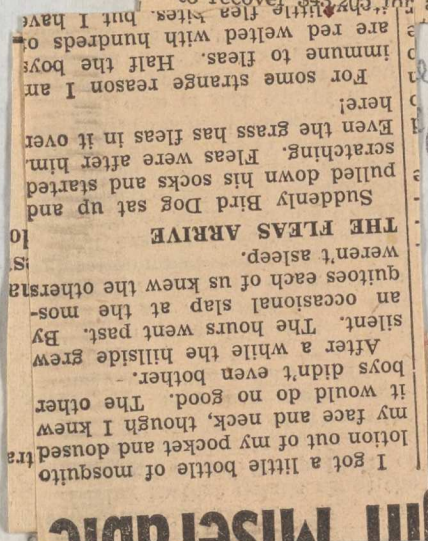 Miserable
I got a little bottle of mosquito
lotion out of my pocket and doused
my face and neck, though I knew
it would do no good. The other
boys didn't even bother.
After a while the hillside grew
silent. The hours went past. By
an occasional slap at the mos-
quitoes each of us knew the others
weren't asleep.
THE FLEAS ARRIVE
Suddenly Bird Dog sat up and
pulled down his socks and started
scratching. Fleas were after him.
Even the grass has fleas in it over
here!
For some strange reason I am
immune to fleas. Half the boys
are red welted with hundreds of
little flea bites, but I have